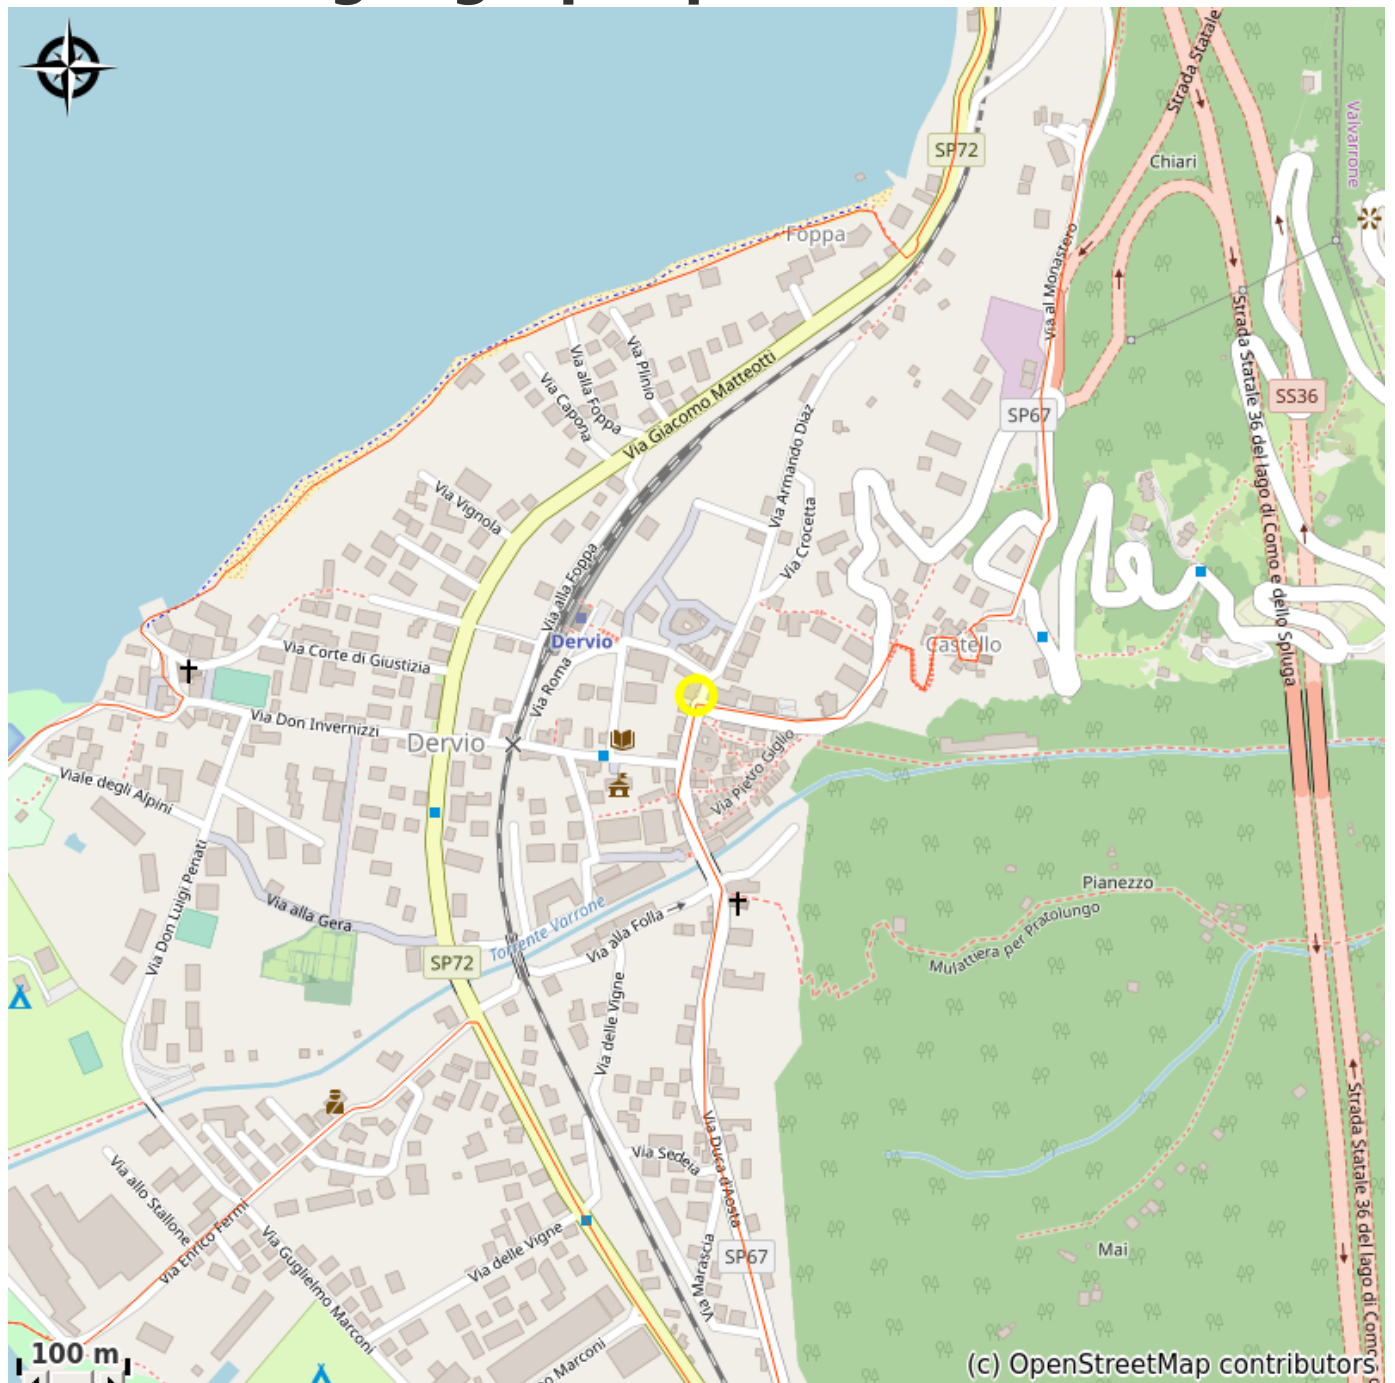 Strada Statale
Valvarrone
SP72
Chiari
Foppa
Via al Monastero
Via Plinio
Via alla Foppa
Via Capona
Via Giacomo Matteotti
Strada Statale 36 del lago di Como e dello Spluga
SS36
SP67
Via Armando Diaz
Via Vignola
Via Crocetta
Via alla Foppa
Dervio
Castello
Via Corte di Giustizia
Via Roma
Via Don Invernizzi
Dervio
Via Pietro Giglio
Viale degli Alpini
Via Don Luigi Penati
Pianezzo
Via alla Gera
Torrente Varrone
Via alla Folla
Mulattiera per Pratolungo
SP72
Via delle Vigne
Strada Statale 36 del lago di Como
Via Duca d'Aosta
Via Sedeia
Via allo Stallone
Via Enrico Fermi
Via Guglielmo Marconi
Via delle Vigne
Via Marascia
SP67
Mai
o Marconi
100 m
(c) OpenStreetMap contributors